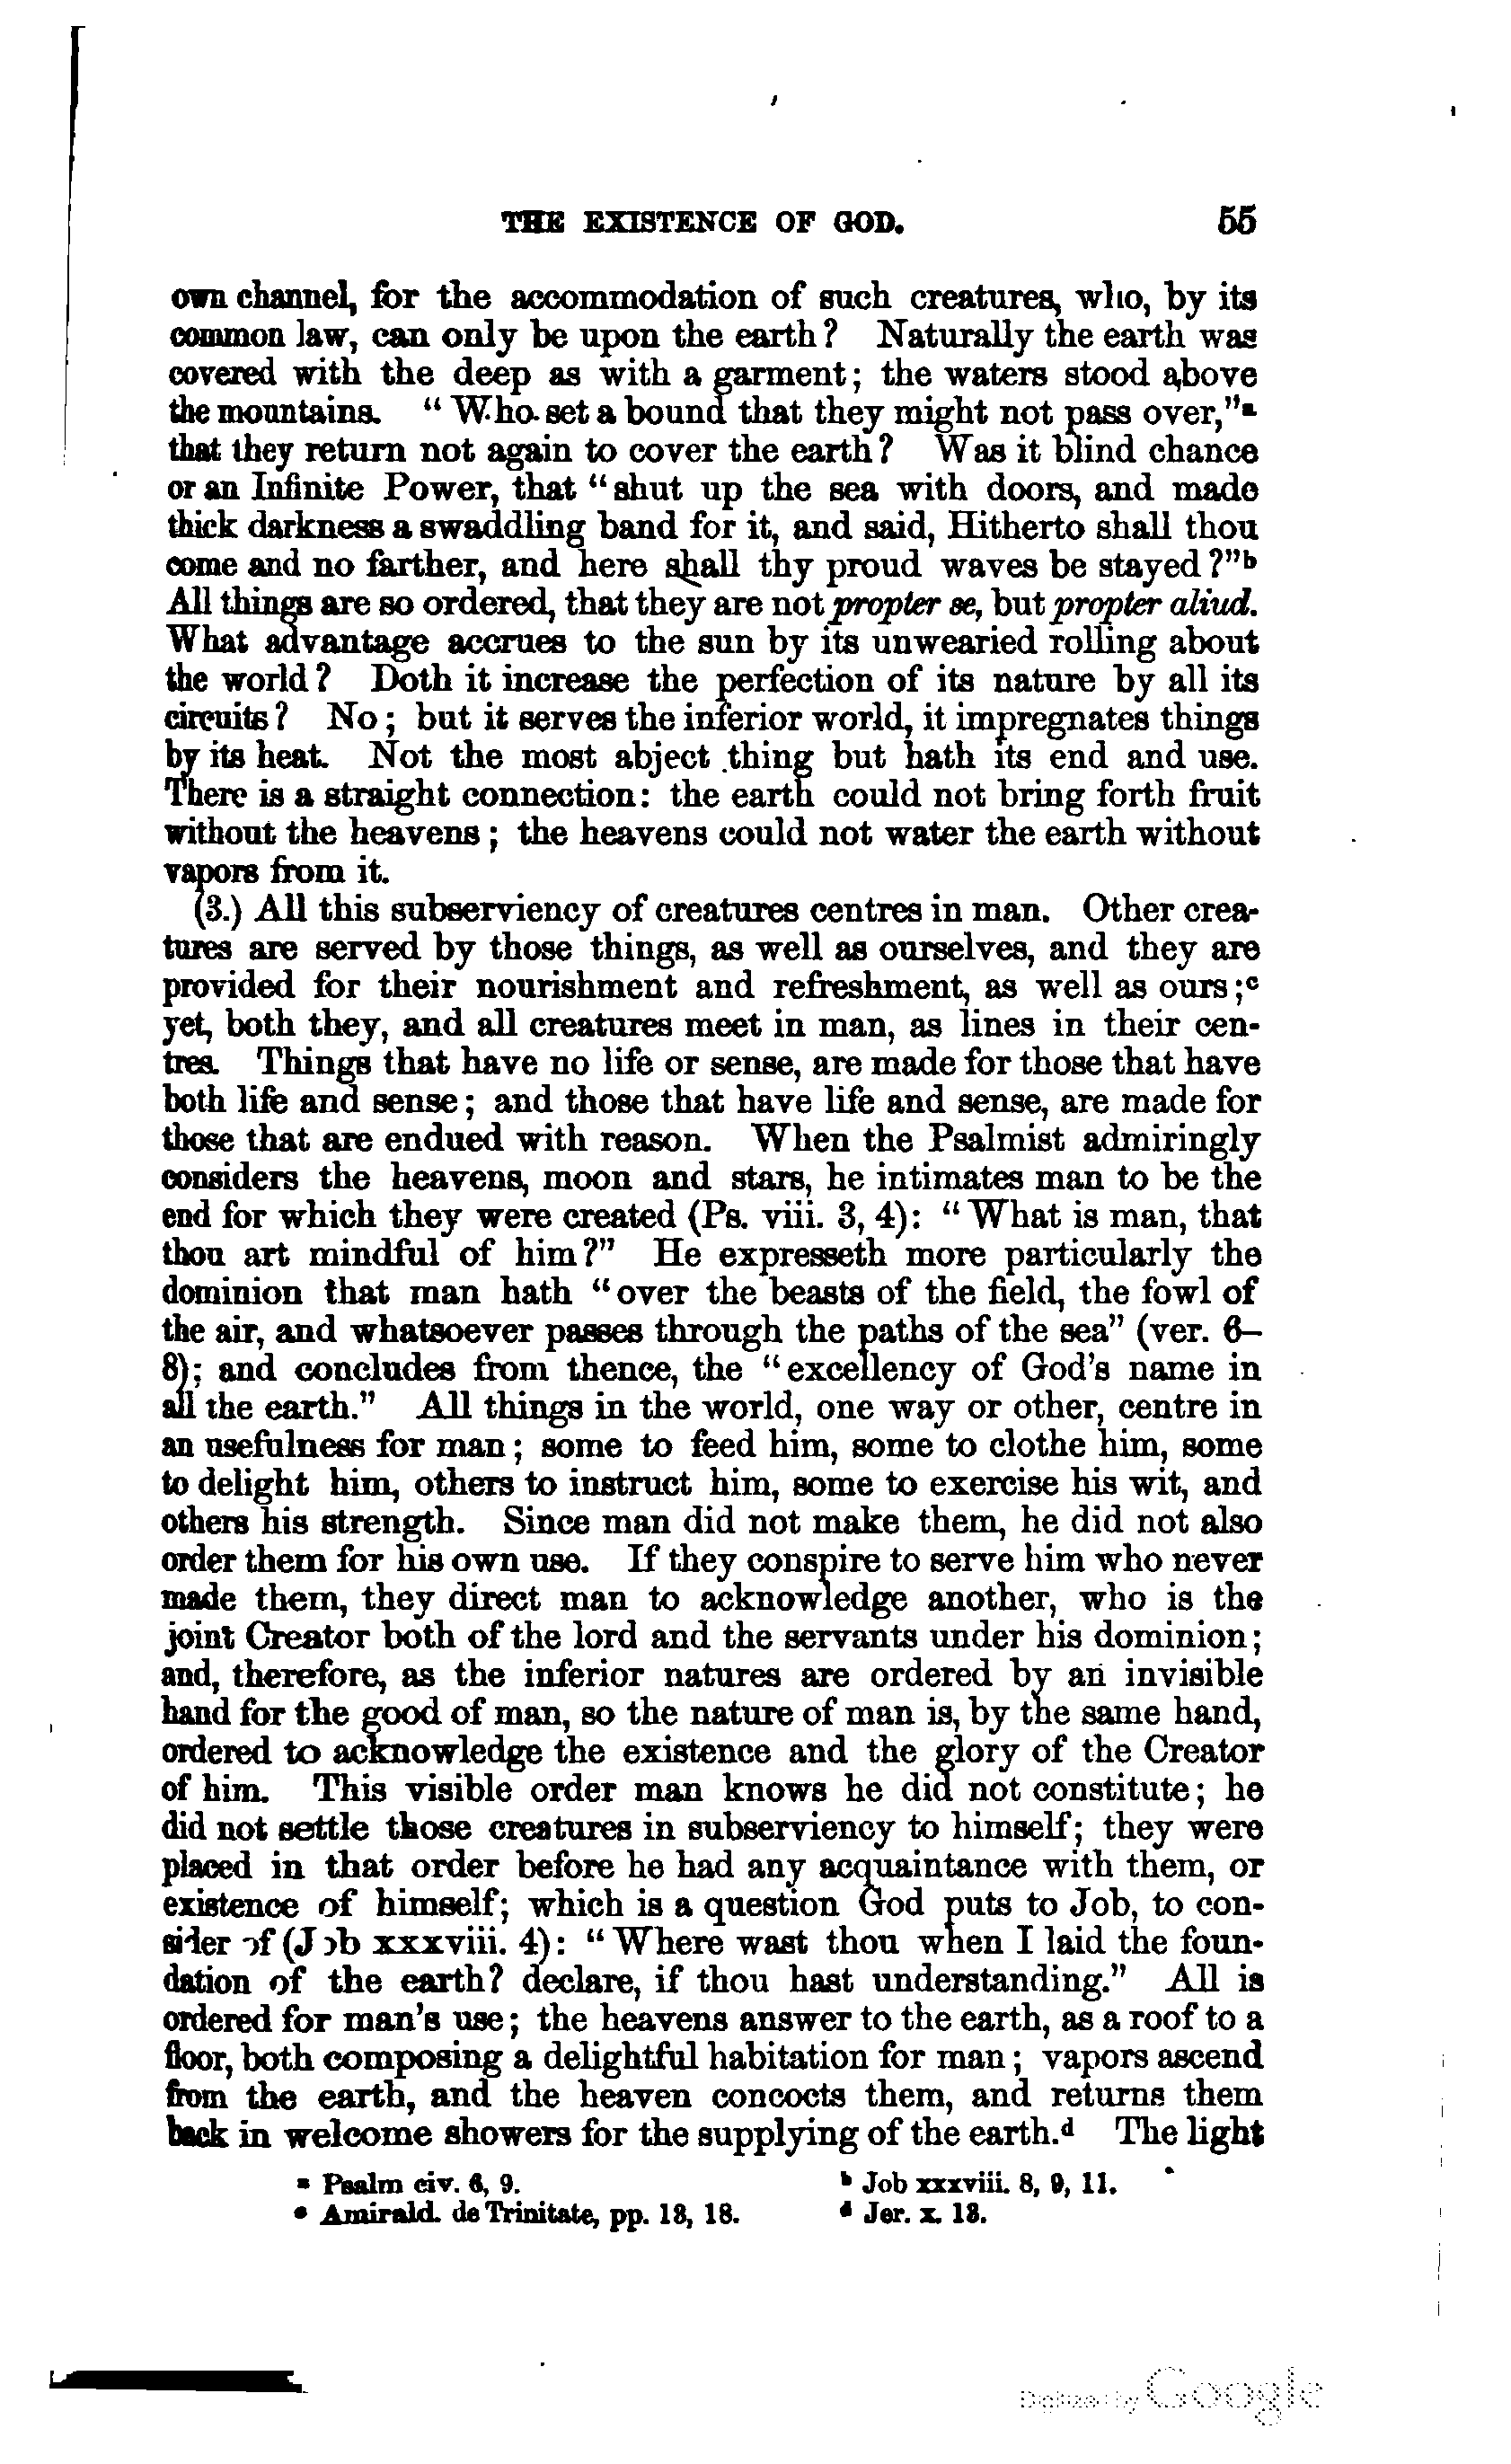 THE EXISTENCE OF GOD. 55
own channel, for the accommodation of such creatures, who, by its
common law, can only be upon the earth? Naturally the earth was
covered with the deep as with a garment; the waters stood above
the mountains. "Who set a bound that they might not pass over,"a
that they return not again to cover the earth? Was it blind chance
or an Infinite Power, that "shut up the sea with doors, and made
thick darkness a swaddling band for it, and said, Hitherto shall thou
come and no farther, and here shall thy proud waves be stayed?"b
All things are so ordered, that they are not propter se, but propter aliud.
What advantage accrues to the sun by its unwearied rolling about
the world? Doth it increase the perfection of its nature by all its
circuits? No; but it serves the inferior world, it impregnates things
by its heat. Not the most abject thing but hath its end and use.
There is a straight connection: the earth could not bring forth fruit
without the heavens; the heavens could not water the earth without
vapors from it.
(3.) All this subserviency of creatures centres in man. Other crea-
tures are served by those things, as well as ourselves, and they are
provided for their nourishment and refreshment, as well as ours;c
yet, both they, and all creatures meet in man, as lines in their cen-
tres. Things that have no life or sense, are made for those that have
both life and sense; and those that have life and sense, are made for
those that are endued with reason. When the Psalmist admiringly
considers the heavens, moon and stars, he intimates man to be the
end for which they were created (Ps. viii. 3, 4): "What is man, that
thou art mindful of him?" He expresseth more particularly the
dominion that man hath "over the beasts of the field, the fowl of
the air, and whatsoever passes through the paths of the sea" (ver. 6–
8); and concludes from thence, the "excellency of God's name in
all the earth." All things in the world, one way or other, centre in
an usefulness for man; some to feed him, some to clothe him, some
to delight him, others to instruct him, some to exercise his wit, and
others his strength. Since man did not make them, he did not also
order them for his own use. If they conspire to serve him who never
made them, they direct man to acknowledge another, who is the
joint Creator both of the lord and the servants under his dominion;
and, therefore, as the inferior natures are ordered by an invisible
hand for the good of man, so the nature of man is, by the same hand,
ordered to acknowledge the existence and the glory of the Creator
of him. This visible order man knows he did not constitute; he
did not settle those creatures in subserviency to himself; they were
placed in that order before he had any acquaintance with them, or
existence of himself; which is a question God puts to Job, to con-
sider of (Job xxxviii. 4): "Where wast thou when I laid the foun-
dation of the earth? declare, if thou hast understanding." All is
ordered for man's use; the heavens answer to the earth, as a roof to a
floor, both composing a delightful habitation for man; vapors ascend
from the earth, and the heaven concocts them, and returns them
back in welcome showers for the supplying of the earth.d The light
a Psalm civ. 6, 9. b Job xxxviii. 8, 9, 11.
c Amirald. de Trinitate, pp. 13, 18. d Jer. x. 13.
Digitized by Google